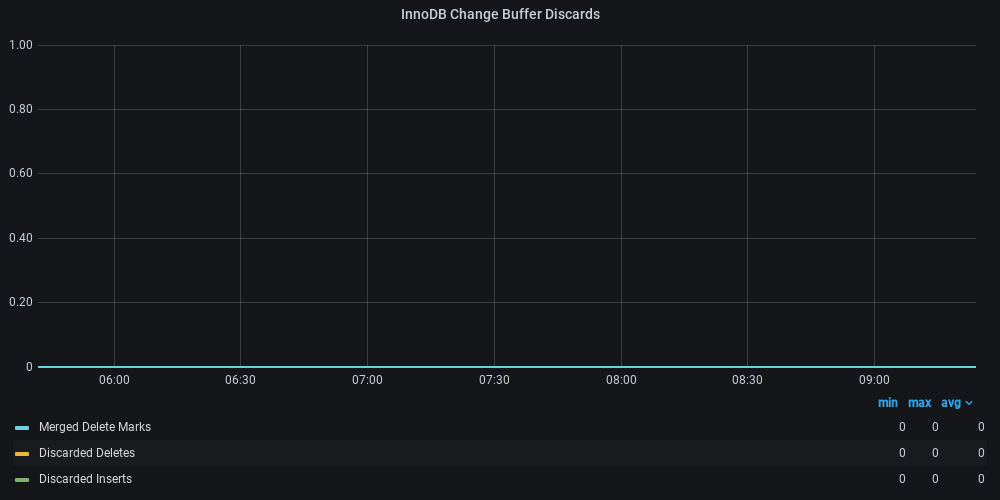 InnoDB Change Buffer Discards
1.00
0.80
0.60
0.40
0.20
0
06:00 06:30 07:00 07:30 08:00 08:30 09:00
min max avg
Merged Delete Marks 0 0 0
Discarded Deletes 0 0 0
Discarded Inserts 0 0 0